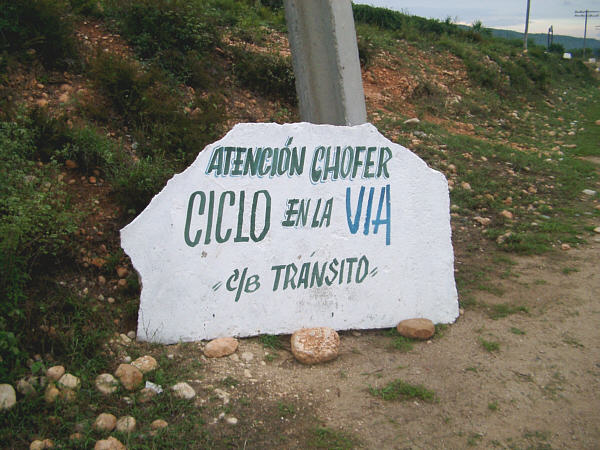 ATENCIÓN CHOFER
CICLO EN LA VIA
"C/B TRÁNSITO"